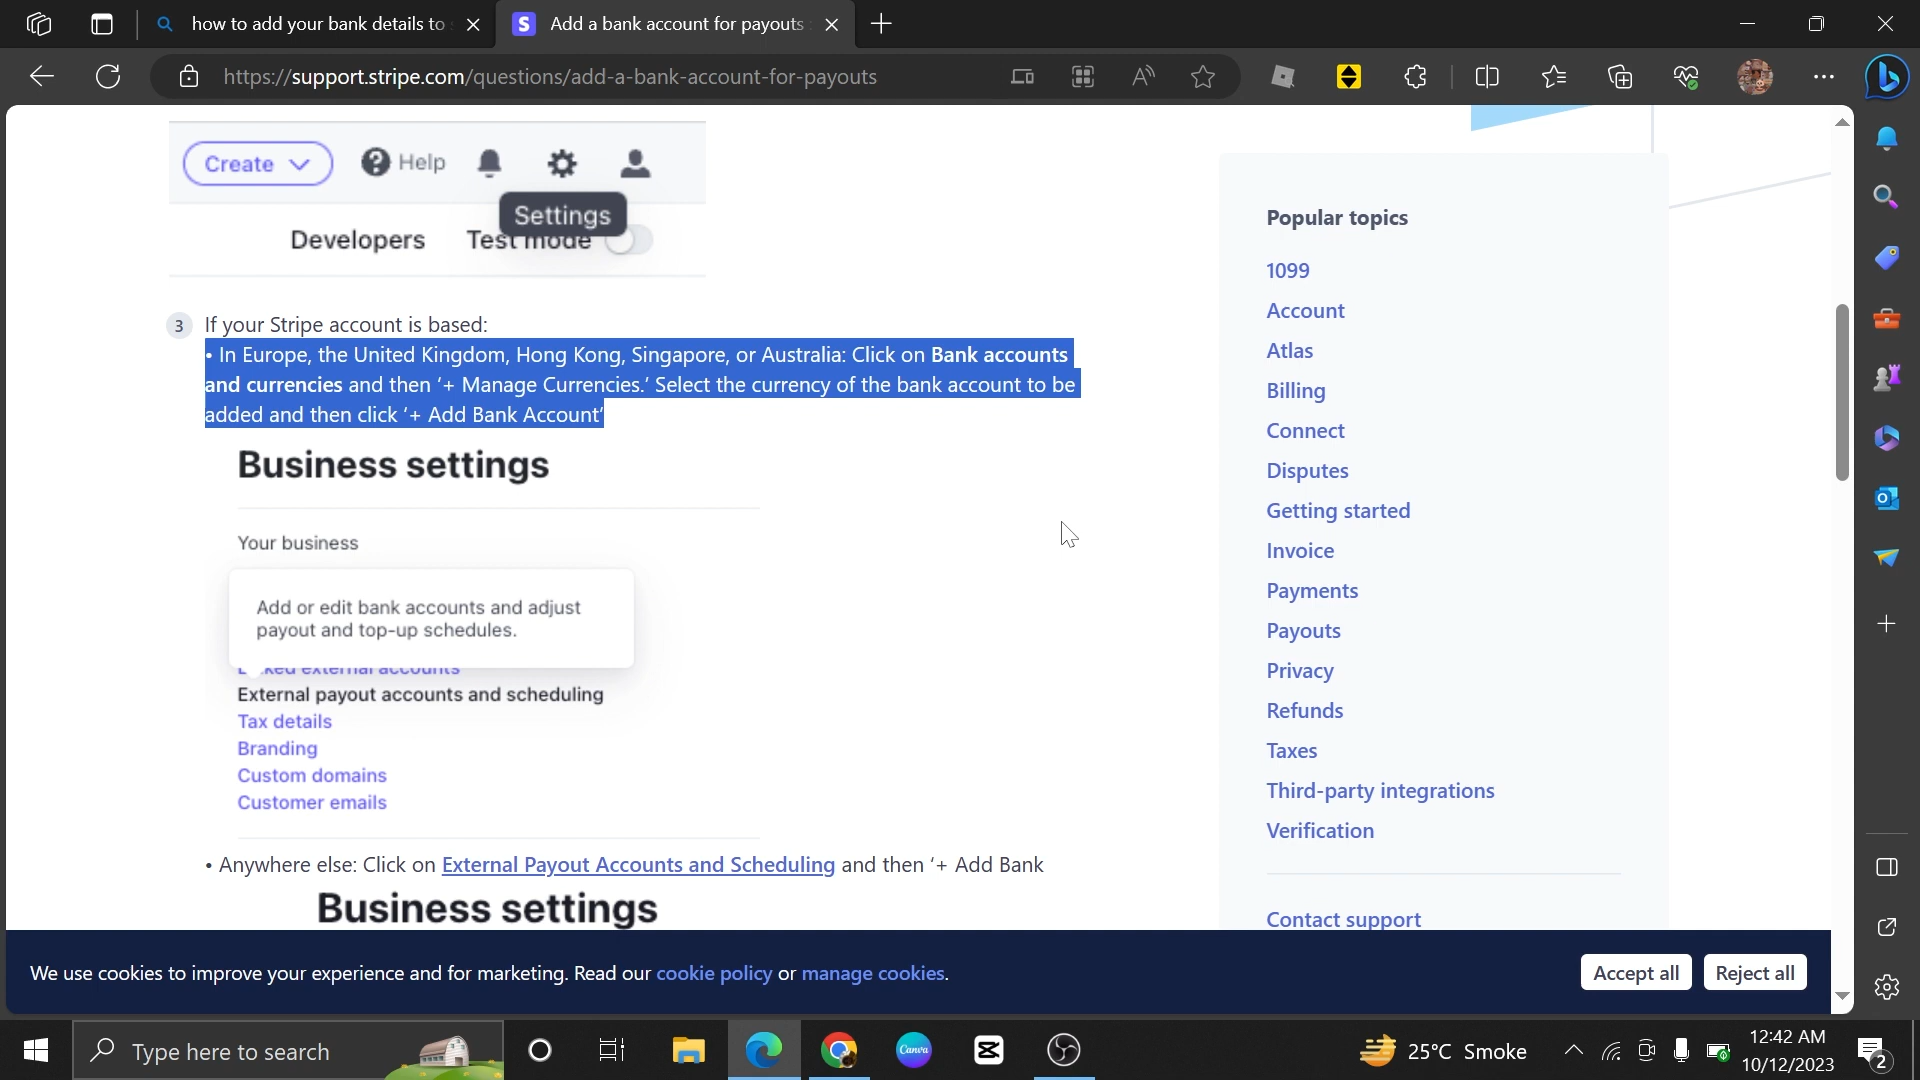 how to add your bank details to
Add a bank account for payouts
https://support.stripe.com/questions/add-a-bank-account-for-payouts
Create
Help
Settings
Developers
Test mode
3
If your Stripe account is based:
• In Europe, the United Kingdom, Hong Kong, Singapore, or Australia: Click on Bank accounts
and currencies and then ‘+ Manage Currencies.’ Select the currency of the bank account to be
added and then click ‘+ Add Bank Account’
Business settings
Your business
Add or edit bank accounts and adjust
payout and top-up schedules.
external accounts
External payout accounts and scheduling
Tax details
Branding
Custom domains
Customer emails
• Anywhere else: Click on External Payout Accounts and Scheduling and then ‘+ Add Bank
Business settings
Popular topics
1099
Account
Atlas
Billing
Connect
Disputes
Getting started
Invoice
Payments
Payouts
Privacy
Refunds
Taxes
Third-party integrations
Verification
Contact support
We use cookies to improve your experience and for marketing. Read our cookie policy or manage cookies.
Accept all
Reject all
Type here to search
Canva
25°C Smoke
12:42 AM
10/12/2023
2